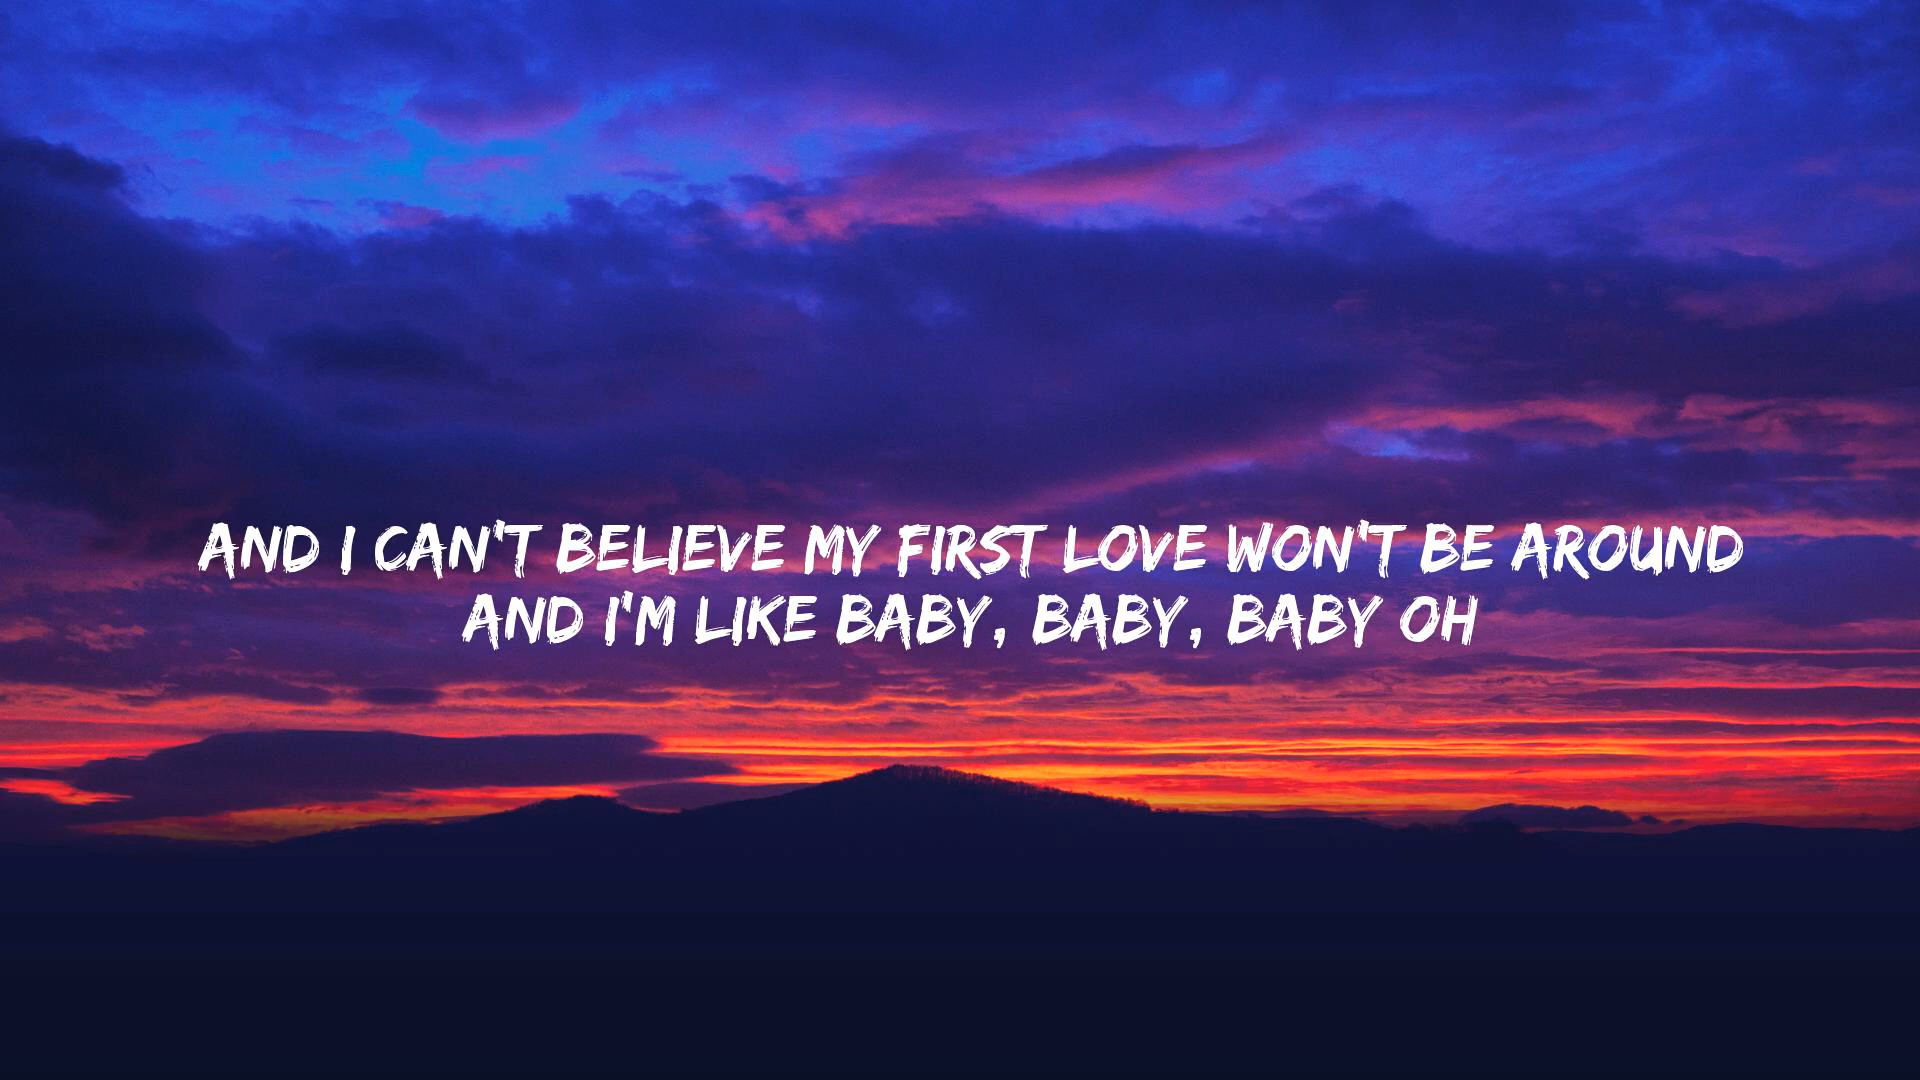 AND I CAN'T BELIEVE MY FIRST LOVE WON'T BE AROUND
AND I'M LIKE BABY, BABY, BABY OH